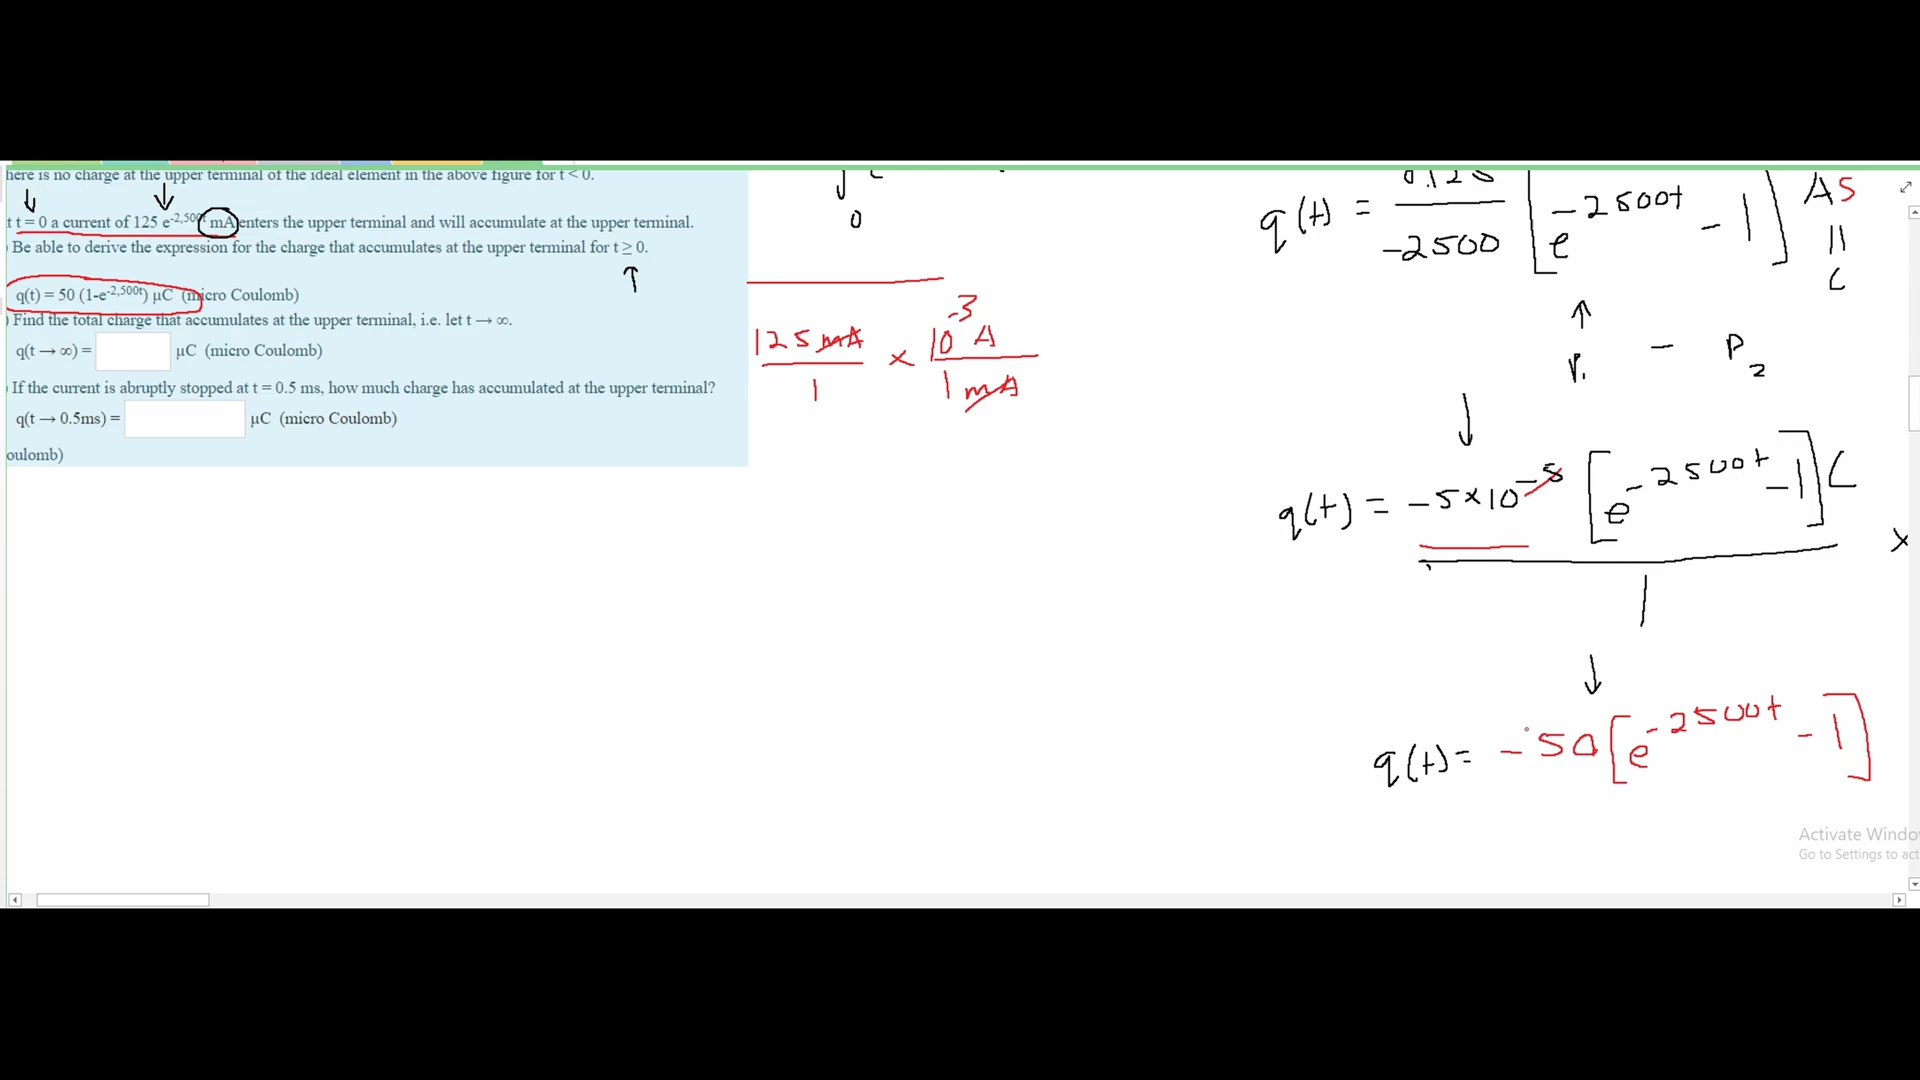 here is no charge at the upper terminal of the ideal element in the above figure for t < 0.
t t = 0 a current of 125 e-2,500t mA enters the upper terminal and will accumulate at the upper terminal.
) Be able to derive the expression for the charge that accumulates at the upper terminal for t ≥ 0.
q(t) = 50 (1-e-2,500t) µC (micro Coulomb)
) Find the total charge that accumulates at the upper terminal, i.e. let t → ∞.
q(t → ∞) = µC (micro Coulomb)
) If the current is abruptly stopped at t = 0.5 ms, how much charge has accumulated at the upper terminal?
q(t → 0.5ms) = µC (micro Coulomb)
oulomb)
0
125 mA / 1 × 10-3 A / 1 mA
q(t) = 0.125 / -2500 [e-2500t - 1] AS
||
C
P1 - P2
q(t) = -5×10-5 [e-2500t - 1] C ×
1
q(t) = -50 [e-2500t - 1]
Activate Windo
Go to Settings to act